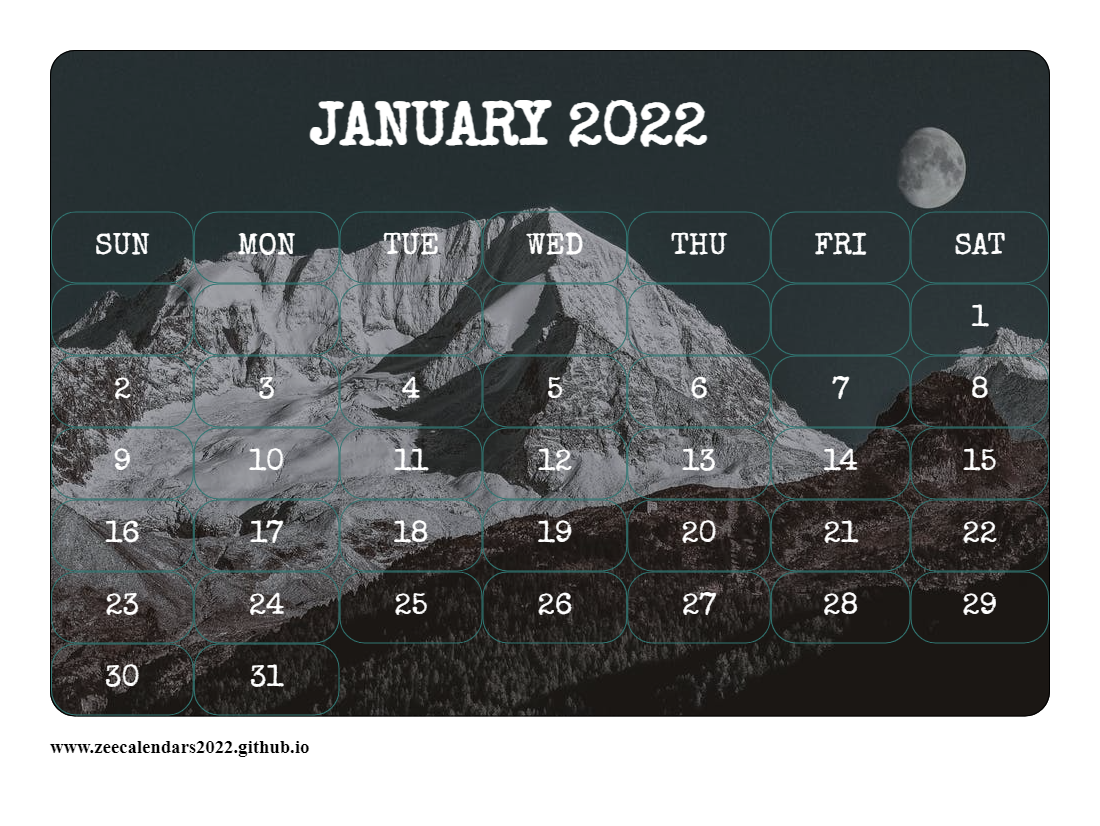 JANUARY 2022
SUN MON TUE WED THU FRI SAT
1
2 3 4 5 6 7 8
9 10 11 12 13 14 15
16 17 18 19 20 21 22
23 24 25 26 27 28 29
30 31
www.zeecalendars2022.github.io